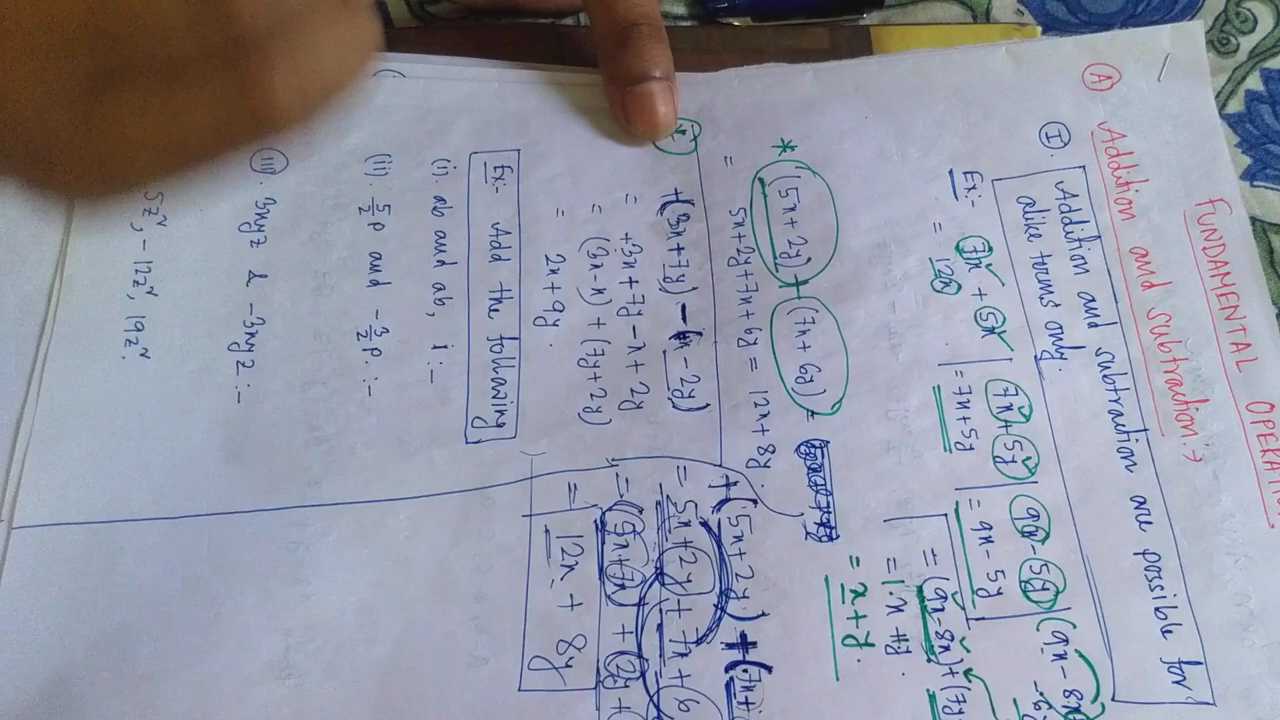 FUNDAMENTAL OPERATI
Ⓐ Addition and subtraction:→
Ⓘ. Addition and subtraction are possible for
alike terms only.
Ex:- 7x + 5x | 7x+5y | 9x-5y | (9x - 8x
= 12x | = 7x+5y | = 9x - 5y
= (9x-8x)+(7y
= 1.x + y
= x+y.
* (5x+2y) + (7x+6y) =
= 5x+2y+7x+6y = 12x+8y.
+(3x+7y) - (x-2y)
= +3x+7y-x+2y
= (3x-x) + (7y+2y)
= 2x+9y.
+(5x+2y) + (7x+
= 5x+2y + 7x+6
= (5x+7x) + (2y+
= 12x + 8y
Ex:- Add the following
(i). ab and ab, :-
(ii). 5/2 p and -3/2 p :-
(iii). 3xyz & -3xyz :-
5z², -12z², 19z².